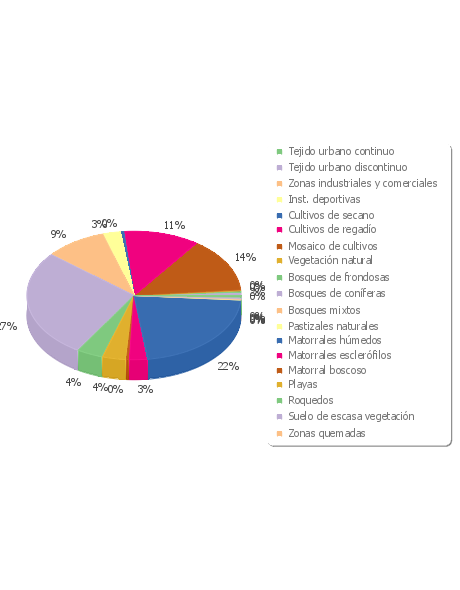 Tejido urbano continuo
Tejido urbano discontinuo
Zonas industriales y comerciales
Inst. deportivas
Cultivos de secano
Cultivos de regadío
Mosaico de cultivos
Vegetación natural
Bosques de frondosas
Bosques de coníferas
Bosques mixtos
Pastizales naturales
Matorrales húmedos
Matorrales esclerófilos
Matorral boscoso
Playas
Roquedos
Suelo de escasa vegetación
Zonas quemadas
3%
0%
11%
9%
14%
27%
22%
4%
4%
0%
3%